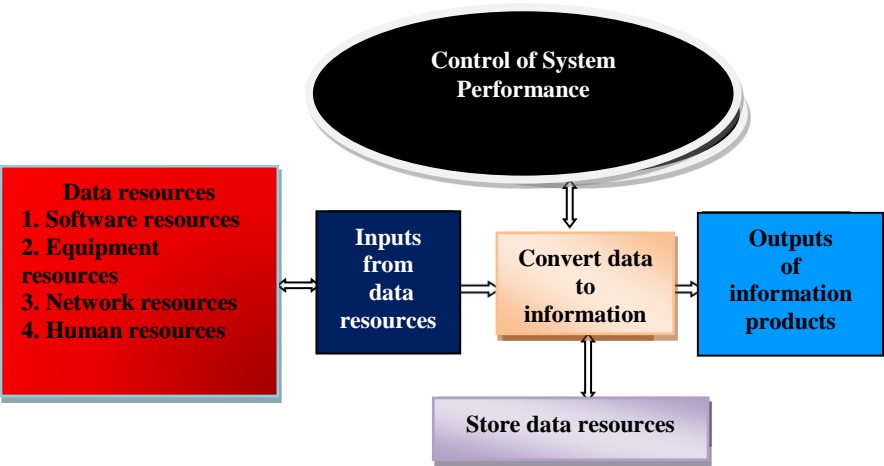 Control of System
Performance
Data resources
1. Software resources
2. Equipment
resources
3. Network resources
4. Human resources
Inputs
from
data
resources
Convert data
to
information
Outputs
of
information
products
Store data resources